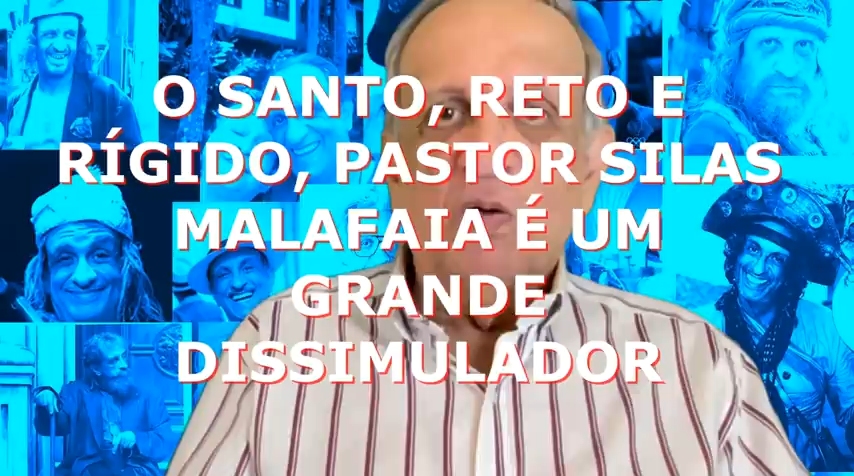 O SANTO, RETO E
RÍGIDO, PASTOR SILAS
MALAFAIA É UM
GRANDE
DISSIMULADOR